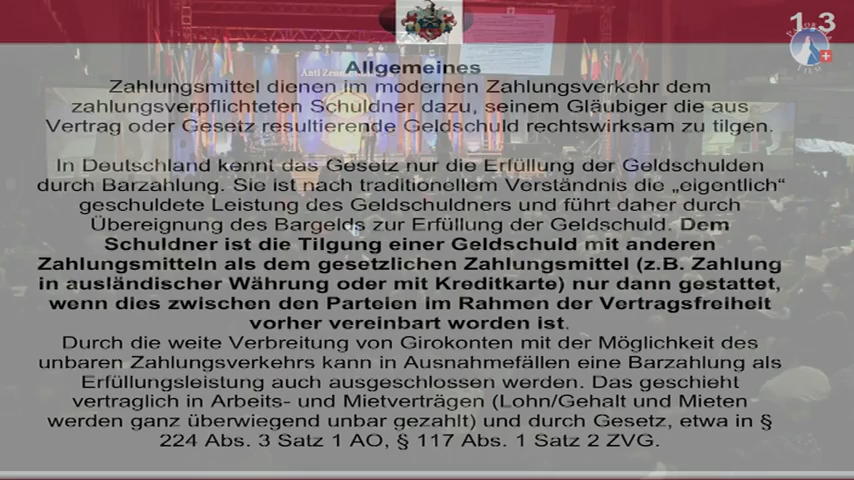 1 3
Anti Zensur
Allgemeines
Zahlungsmittel dienen im modernen Zahlungsverkehr dem
zahlungsverpflichteten Schuldner dazu, seinem Gläubiger die aus
Vertrag oder Gesetz resultierende Geldschuld rechtswirksam zu tilgen.
In Deutschland kennt das Gesetz nur die Erfüllung der Geldschulden
durch Barzahlung. Sie ist nach traditionellem Verständnis die „eigentlich“
geschuldete Leistung des Geldschuldners und führt daher durch
Übereignung des Bargelds zur Erfüllung der Geldschuld. Dem
Schuldner ist die Tilgung einer Geldschuld mit anderen
Zahlungsmitteln als dem gesetzlichen Zahlungsmittel (z.B. Zahlung
in ausländischer Währung oder mit Kreditkarte) nur dann gestattet,
wenn dies zwischen den Parteien im Rahmen der Vertragsfreiheit
vorher vereinbart worden ist.
Durch die weite Verbreitung von Girokonten mit der Möglichkeit des
unbaren Zahlungsverkehrs kann in Ausnahmefällen eine Barzahlung als
Erfüllungsleistung auch ausgeschlossen werden. Das geschieht
vertraglich in Arbeits- und Mietverträgen (Lohn/Gehalt und Mieten
werden ganz überwiegend unbar gezahlt) und durch Gesetz, etwa in §
224 Abs. 3 Satz 1 AO, § 117 Abs. 1 Satz 2 ZVG.